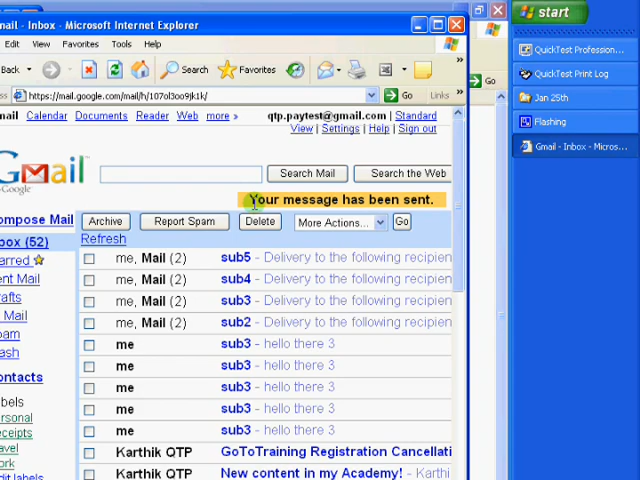 mail - Inbox - Microsoft Internet Explorer
start
Edit View Favorites Tools Help
Back Search Favorites
https://mail.google.com/mail/h/107ol3oo9jk1k/ Go Links
Go
QuickTest Profession...
QuickTest Print Log
Jan 25th
Flashing
Gmail - Inbox - Micros...
mail Calendar Documents Reader Web more » qtp.paytest@gmail.com | Standard
View | Settings | Help | Sign out
Gmail
Google
Search Mail Search the Web
Your message has been sent.
ompose Mail
box (52)
arred
ent Mail
afts
Mail
pam
ash
ontacts
bels
ersonal
eceipts
avel
ork
dit labels
Archive Report Spam Delete More Actions... Go
Refresh
me, Mail (2) sub5 - Delivery to the following recipien
me, Mail (2) sub4 - Delivery to the following recipien
me, Mail (2) sub3 - Delivery to the following recipien
me, Mail (2) sub2 - Delivery to the following recipien
me sub3 - hello there 3
me sub3 - hello there 3
me sub3 - hello there 3
me sub3 - hello there 3
me sub3 - hello there 3
Karthik QTP GoToTraining Registration Cancellati
Karthik QTP New content in my Academy! - Karthi